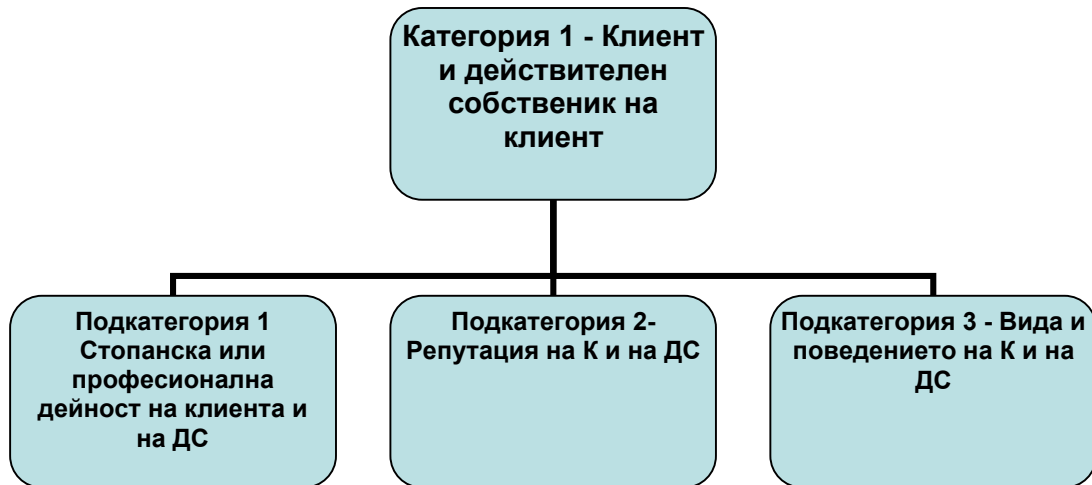 Категория 1 - Клиент
и действителен
собственик на
клиент
Подкатегория 1
Стопанска или
професионална
дейност на клиента и
на ДС
Подкатегория 2-
Репутация на К и на ДС
Подкатегория 3 - Вида и
поведението на К и на
ДС